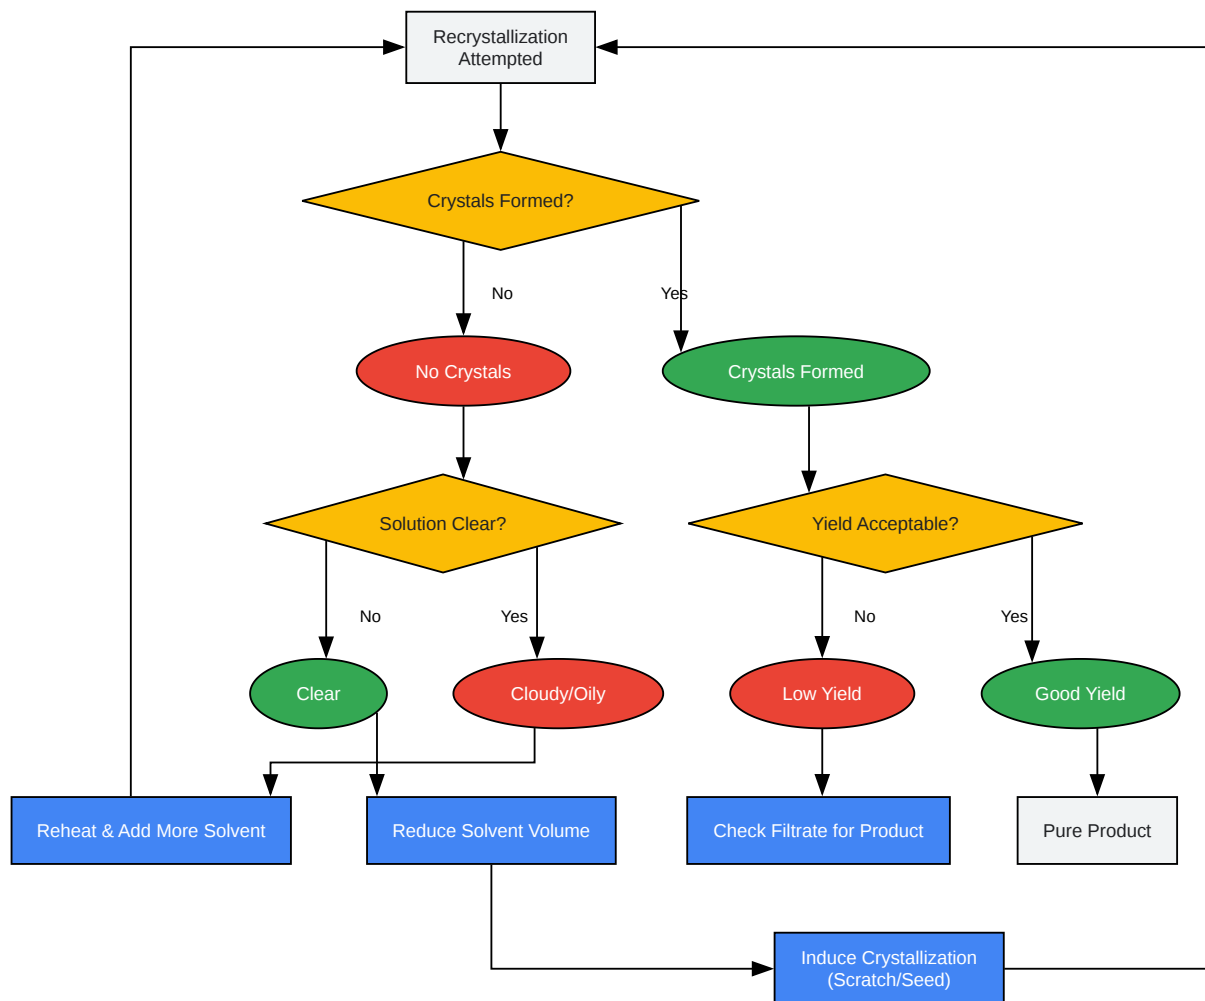 Recrystallization
Attempted
Crystals Formed?
No
Yes
No Crystals
Crystals Formed
Solution Clear?
Yield Acceptable?
No
Yes
No
Yes
Clear
Cloudy/Oily
Low Yield
Good Yield
Reheat & Add More Solvent
Reduce Solvent Volume
Check Filtrate for Product
Pure Product
Induce Crystallization
(Scratch/Seed)